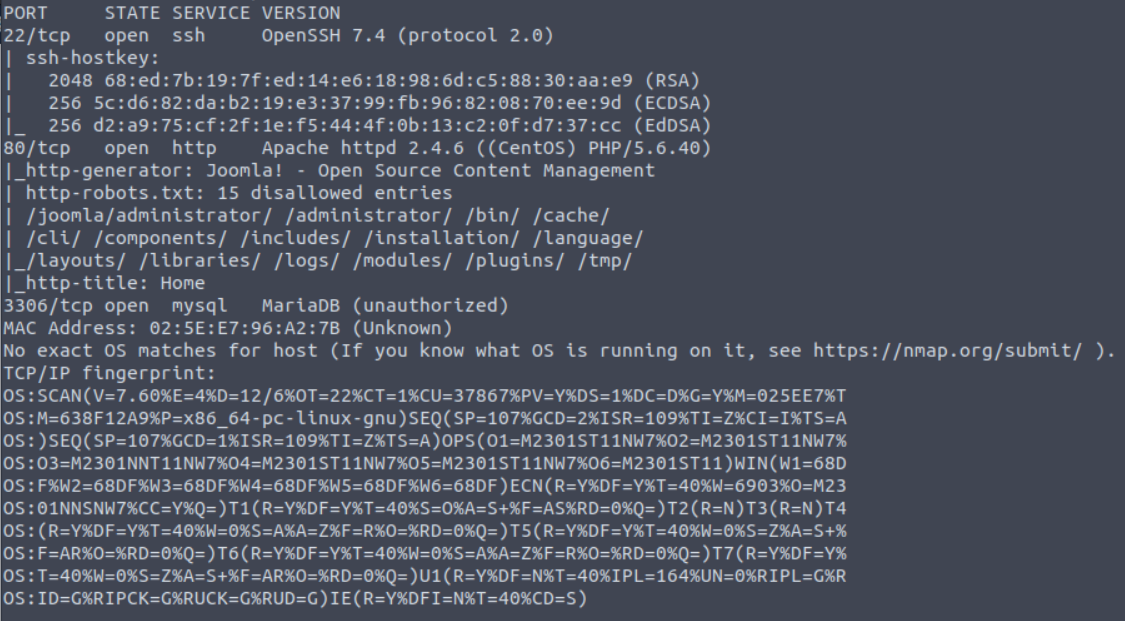 PORT     STATE SERVICE VERSION
22/tcp   open  ssh     OpenSSH 7.4 (protocol 2.0)
| ssh-hostkey:
|   2048 68:ed:7b:19:7f:ed:14:e6:18:98:6d:c5:88:30:aa:e9 (RSA)
|   256 5c:d6:82:da:b2:19:e3:37:99:fb:96:82:08:70:ee:9d (ECDSA)
|_  256 d2:a9:75:cf:2f:1e:f5:44:4f:0b:13:c2:0f:d7:37:cc (EdDSA)
80/tcp   open  http    Apache httpd 2.4.6 ((CentOS) PHP/5.6.40)
|_http-generator: Joomla! - Open Source Content Management
| http-robots.txt: 15 disallowed entries
| /joomla/administrator/ /administrator/ /bin/ /cache/
| /cli/ /components/ /includes/ /installation/ /language/
|_/layouts/ /libraries/ /logs/ /modules/ /plugins/ /tmp/
|_http-title: Home
3306/tcp open  mysql   MariaDB (unauthorized)
MAC Address: 02:5E:E7:96:A2:7B (Unknown)
No exact OS matches for host (If you know what OS is running on it, see https://nmap.org/submit/ ).
TCP/IP fingerprint:
OS:SCAN(V=7.60%E=4%D=12/6%OT=22%CT=1%CU=37867%PV=Y%DS=1%DC=D%G=Y%M=025EE7%T
OS:M=638F12A9%P=x86_64-pc-linux-gnu)SEQ(SP=107%GCD=2%ISR=109%TI=Z%CI=I%TS=A
OS:)SEQ(SP=107%GCD=1%ISR=109%TI=Z%TS=A)OPS(O1=M2301ST11NW7%O2=M2301ST11NW7%
OS:O3=M2301NNT11NW7%O4=M2301ST11NW7%O5=M2301ST11NW7%O6=M2301ST11)WIN(W1=68D
OS:F%W2=68DF%W3=68DF%W4=68DF%W5=68DF%W6=68DF)ECN(R=Y%DF=Y%T=40%W=6903%O=M23
OS:01NNSNW7%CC=Y%Q=)T1(R=Y%DF=Y%T=40%S=O%A=S+%F=AS%RD=0%Q=)T2(R=N)T3(R=N)T4
OS:(R=Y%DF=Y%T=40%W=0%S=A%A=Z%F=R%O=%RD=0%Q=)T5(R=Y%DF=Y%T=40%W=0%S=Z%A=S+%
OS:F=AR%O=%RD=0%Q=)T6(R=Y%DF=Y%T=40%W=0%S=A%A=Z%F=R%O=%RD=0%Q=)T7(R=Y%DF=Y%
OS:T=40%W=0%S=Z%A=S+%F=AR%O=%RD=0%Q=)U1(R=Y%DF=N%T=40%IPL=164%UN=0%RIPL=G%R
OS:ID=G%RIPCK=G%RUCK=G%RUD=G)IE(R=Y%DFI=N%T=40%CD=S)